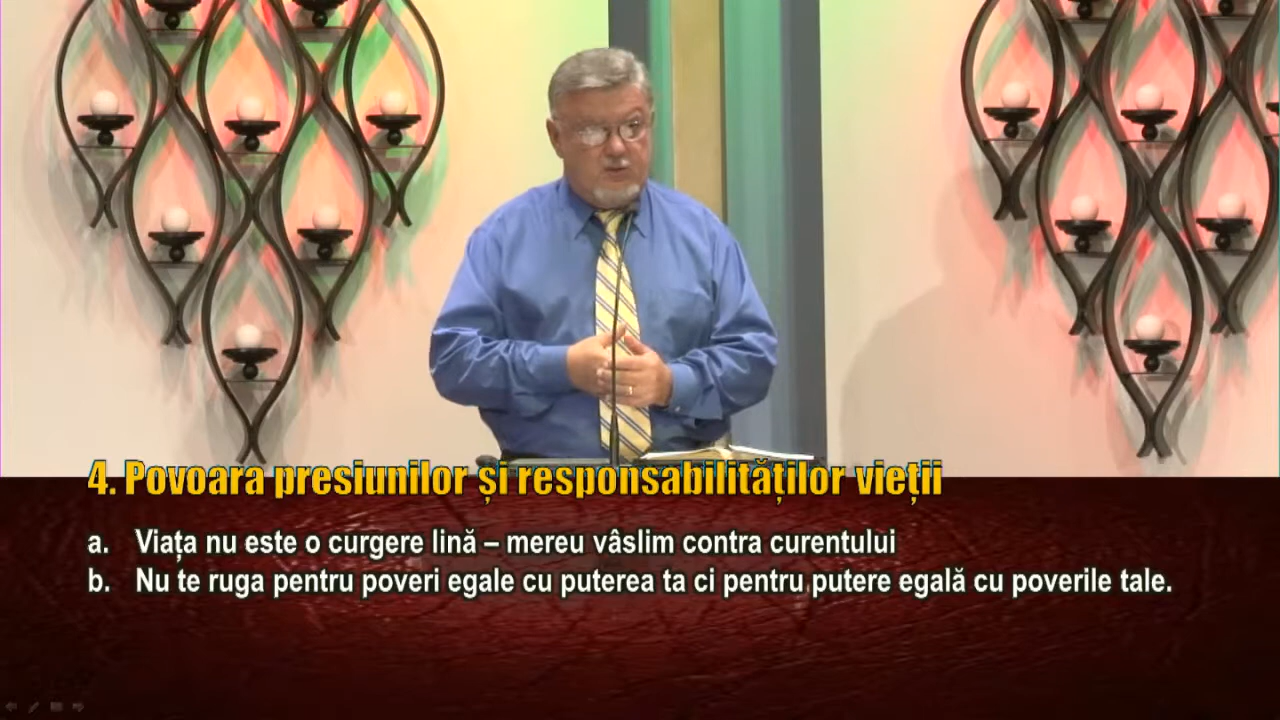 4. Povoara presiunilor și responsabilităților vieții
a. Viața nu este o curgere lină – mereu vâslim contra curentului
b. Nu te ruga pentru poveri egale cu puterea ta ci pentru putere egală cu poverile tale.